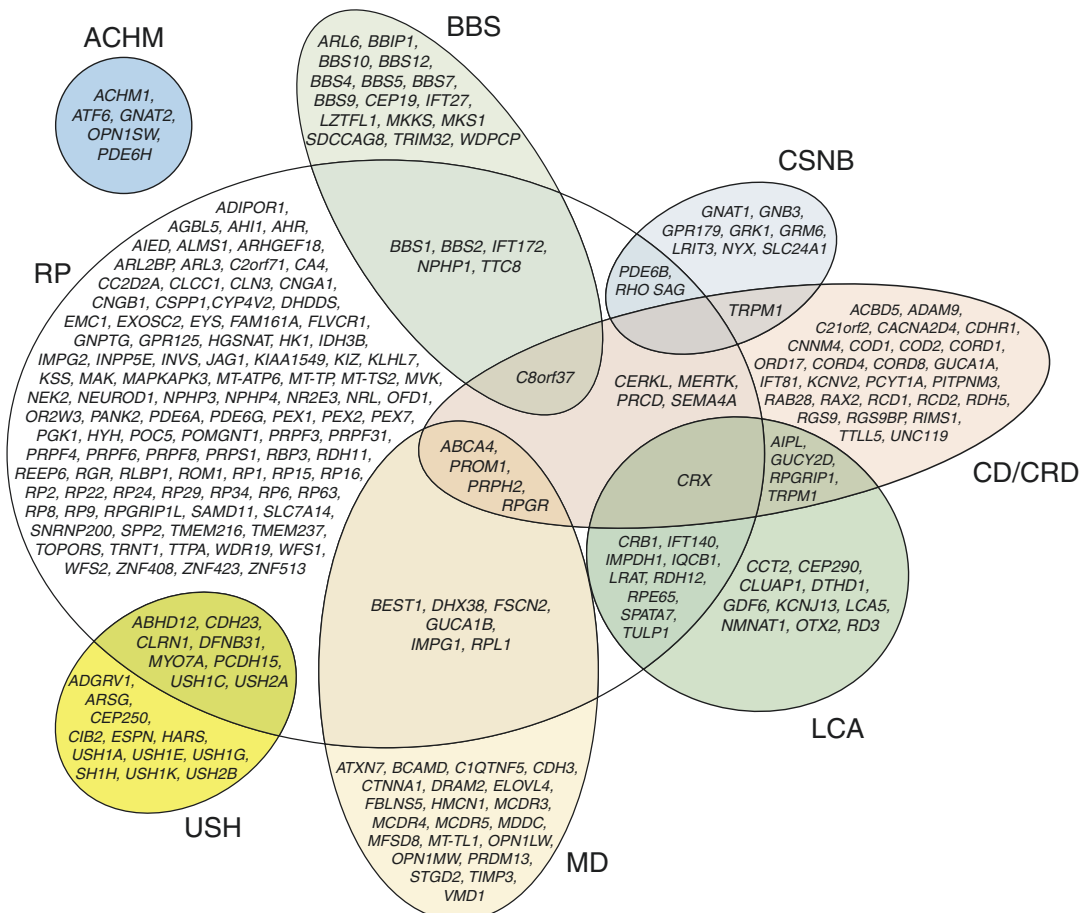 ACHM
ACHM1,
ATF6, GNAT2,
OPN1SW,
PDE6H
BBS
ARL6, BBIP1,
BBS10, BBS12,
BBS4, BBS5, BBS7,
BBS9, CEP19, IFT27,
LZTFL1, MKKS, MKS1
SDCCAG8, TRIM32, WDPCP
BBS1, BBS2, IFT172,
NPHP1, TTC8
CSNB
GNAT1, GNB3,
GPR179, GRK1, GRM6,
LRIT3, NYX, SLC24A1
PDE6B,
RHO SAG
TRPM1
RP
ADIPOR1,
AGBL5, AHI1, AHR,
AIED, ALMS1, ARHGEF18,
ARL2BP, ARL3, C2orf71, CA4,
CC2D2A, CLCC1, CLN3, CNGA1,
CNGB1, CSPP1,CYP4V2, DHDDS,
EMC1, EXOSC2, EYS, FAM161A, FLVCR1,
GNPTG, GPR125, HGSNAT, HK1, IDH3B,
IMPG2, INPP5E, INVS, JAG1, KIAA1549, KIZ, KLHL7,
KSS, MAK, MAPKAPK3, MT-ATP6, MT-TP, MT-TS2, MVK,
NEK2, NEUROD1, NPHP3, NPHP4, NR2E3, NRL, OFD1,
OR2W3, PANK2, PDE6A, PDE6G, PEX1, PEX2, PEX7,
PGK1, HYH, POC5, POMGNT1, PRPF3, PRPF31,
PRPF4, PRPF6, PRPF8, PRPS1, RBP3, RDH11,
REEP6, RGR, RLBP1, ROM1, RP1, RP15, RP16,
RP2, RP22, RP24, RP29, RP34, RP6, RP63,
RP8, RP9, RPGRIP1L, SAMD11, SLC7A14,
SNRNP200, SPP2, TMEM216, TMEM237,
TOPORS, TRNT1, TTPA, WDR19, WFS1,
WFS2, ZNF408, ZNF423, ZNF513
C8orf37
CERKL, MERTK,
PRCD, SEMA4A
ACBD5, ADAM9,
C21orf2, CACNA2D4, CDHR1,
CNNM4, COD1, COD2, CORD1,
ORD17, CORD4, CORD8, GUCA1A,
IFT81, KCNV2, PCYT1A, PITPNM3,
RAB28, RAX2, RCD1, RCD2, RDH5,
RGS9, RGS9BP, RIMS1,
TTLL5, UNC119
CD/CRD
ABCA4,
PROM1,
PRPH2,
RPGR
CRX
AIPL,
GUCY2D,
RPGRIP1,
TRPM1
CRB1, IFT140,
IMPDH1, IQCB1,
LRAT, RDH12,
RPE65,
SPATA7,
TULP1
CCT2, CEP290,
CLUAP1, DTHD1,
GDF6, KCNJ13, LCA5,
NMNAT1, OTX2, RD3
LCA
BEST1, DHX38, FSCN2,
GUCA1B,
IMPG1, RPL1
ABHD12, CDH23,
CLRN1, DFNB31,
MYO7A, PCDH15,
USH1C, USH2A
ADGRV1,
ARSG,
CEP250,
CIB2, ESPN, HARS,
USH1A, USH1E, USH1G,
SH1H, USH1K, USH2B
USH
ATXN7, BCAMD, C1QTNF5, CDH3,
CTNNA1, DRAM2, ELOVL4,
FBLNS5, HMCN1, MCDR3,
MCDR4, MCDR5, MDDC,
MFSD8, MT-TL1, OPN1LW,
OPN1MW, PRDM13,
STGD2, TIMP3,
VMD1
MD